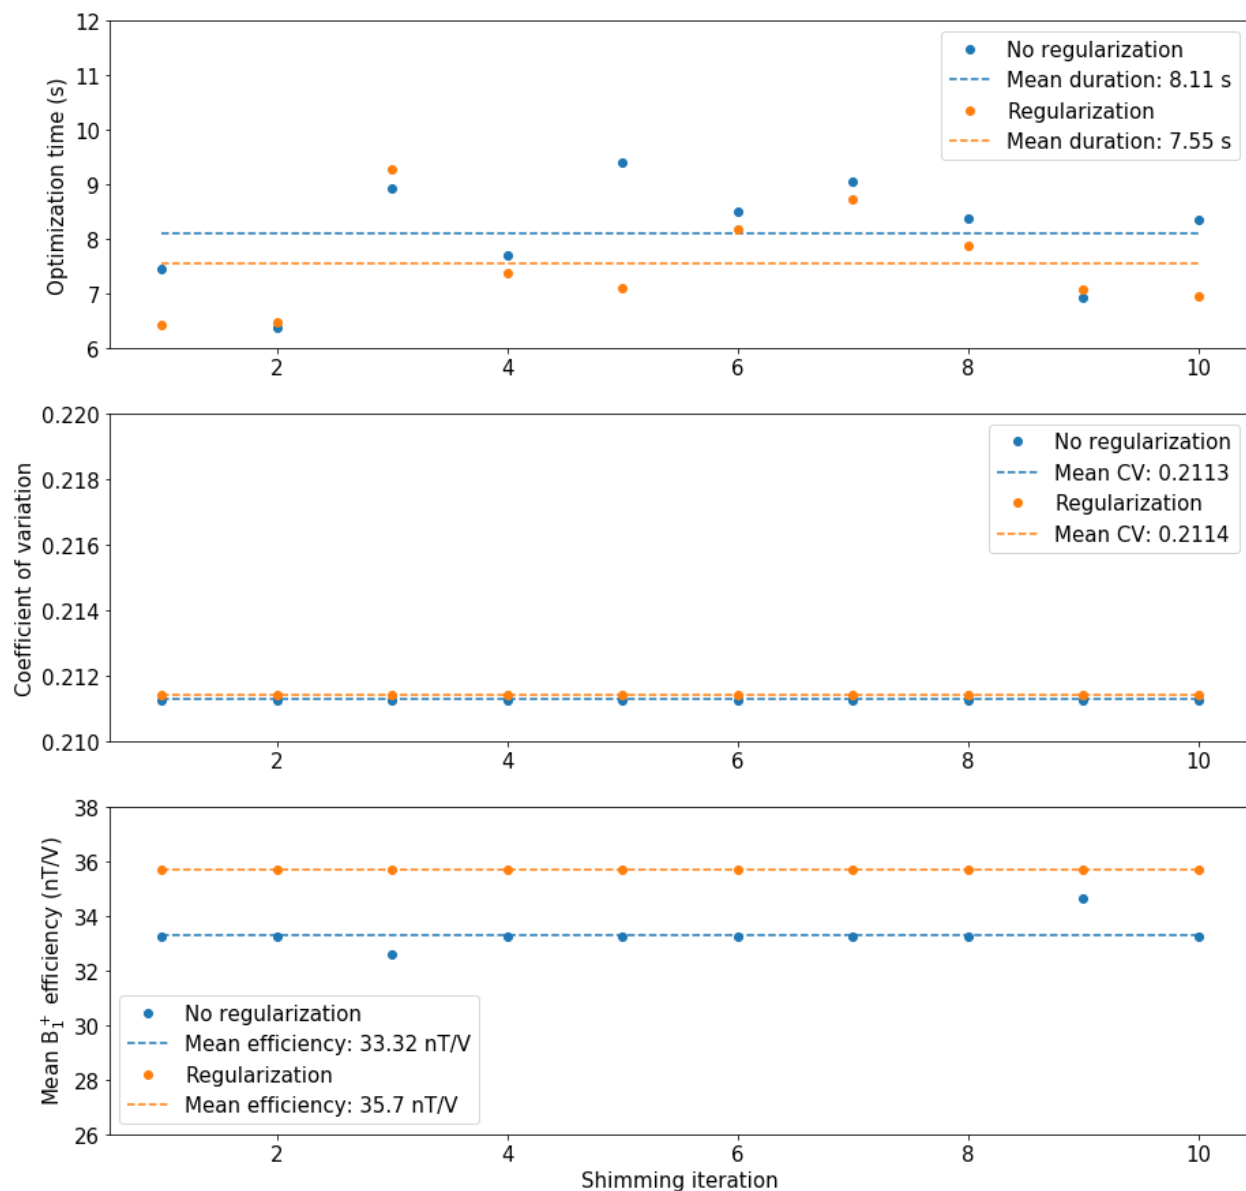 12
11
10
9
8
7
6
Optimization time (s)
No regularization
Mean duration: 8.11 s
Regularization
Mean duration: 7.55 s
2
4
6
8
10
0.220
0.218
0.216
0.214
0.212
0.210
Coefficient of variation
No regularization
Mean CV: 0.2113
Regularization
Mean CV: 0.2114
2
4
6
8
10
38
36
34
32
30
28
26
Mean B₁⁺ efficiency (nT/V)
No regularization
Mean efficiency: 33.32 nT/V
Regularization
Mean efficiency: 35.7 nT/V
2
4
6
8
10
Shimming iteration